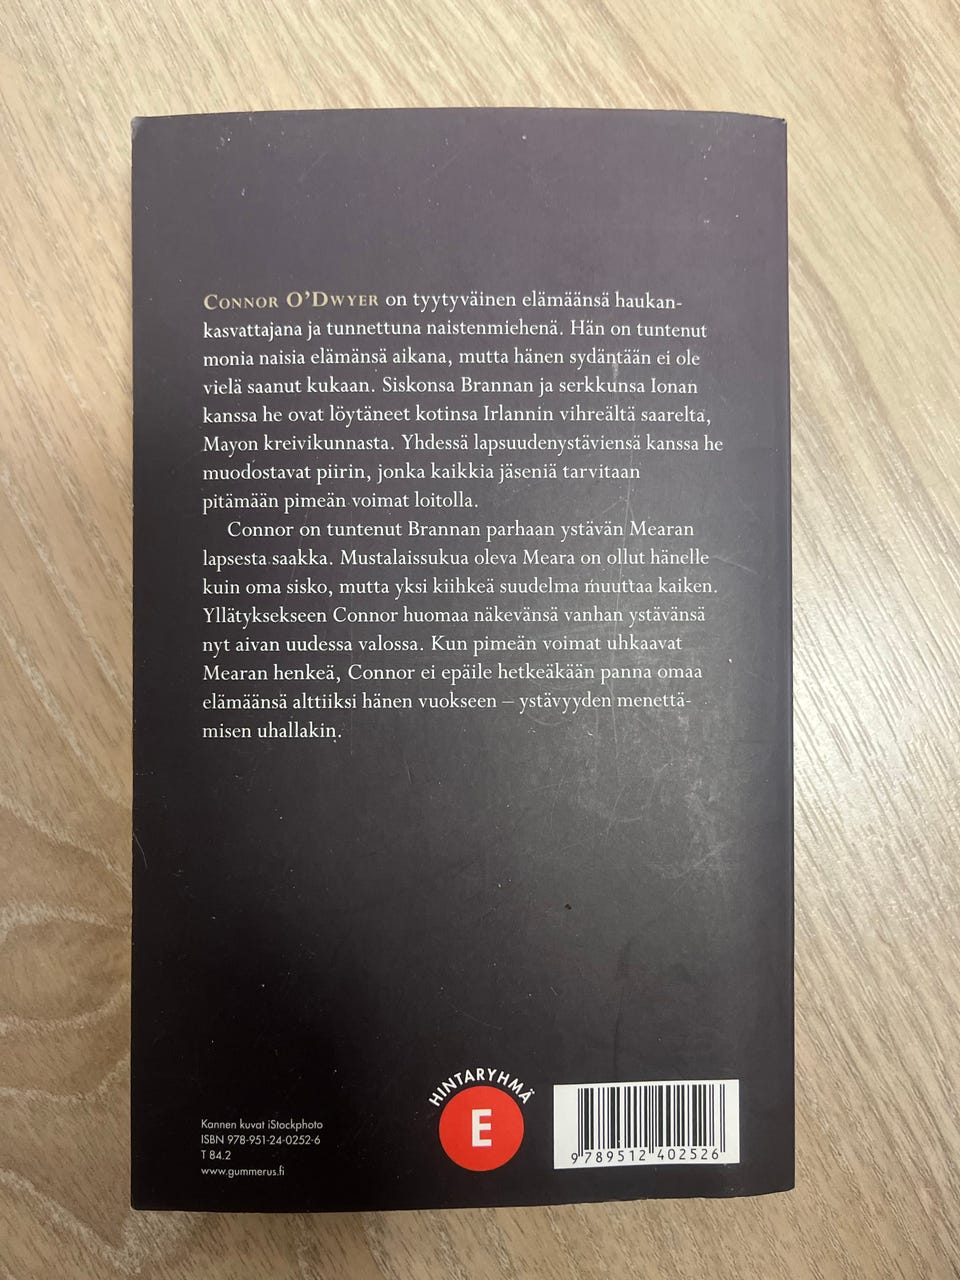 CONNOR O'DWYER on tyytyväinen elämäänsä haukan-
kasvattajana ja tunnettuna naistenmiehenä. Hän on tuntenut
monia naisia elämänsä aikana, mutta hänen sydäntään ei ole
vielä saanut kukaan. Siskonsa Brannan ja serkkunsa Ionan
kanssa he ovat löytäneet kotinsa Irlannin vihreältä saarelta,
Mayon kreivikunnasta. Yhdessä lapsuudenystäviensä kanssa he
muodostavat piirin, jonka kaikkia jäseniä tarvitaan
pitämään pimeän voimat loitolla.
Connor on tuntenut Brannan parhaan ystävän Mearan
lapsesta saakka. Mustalaissukua oleva Meara on ollut hänelle
kuin oma sisko, mutta yksi kiihkeä suudelma muuttaa kaiken.
Yllätyksekseen Connor huomaa näkevänsä vanhan ystävänsä
nyt aivan uudessa valossa. Kun pimeän voimat uhkaavat
Mearan henkeä, Connor ei epäile hetkeäkään panna omaa
elämäänsä alttiiksi hänen vuokseen – ystävyyden menettä-
misen uhallakin.
Kannen kuvat iStockphoto
ISBN 978-951-24-0252-6
T 84.2
www.gummerus.fi
HINTARYHMÄ
E
9 789512 402526